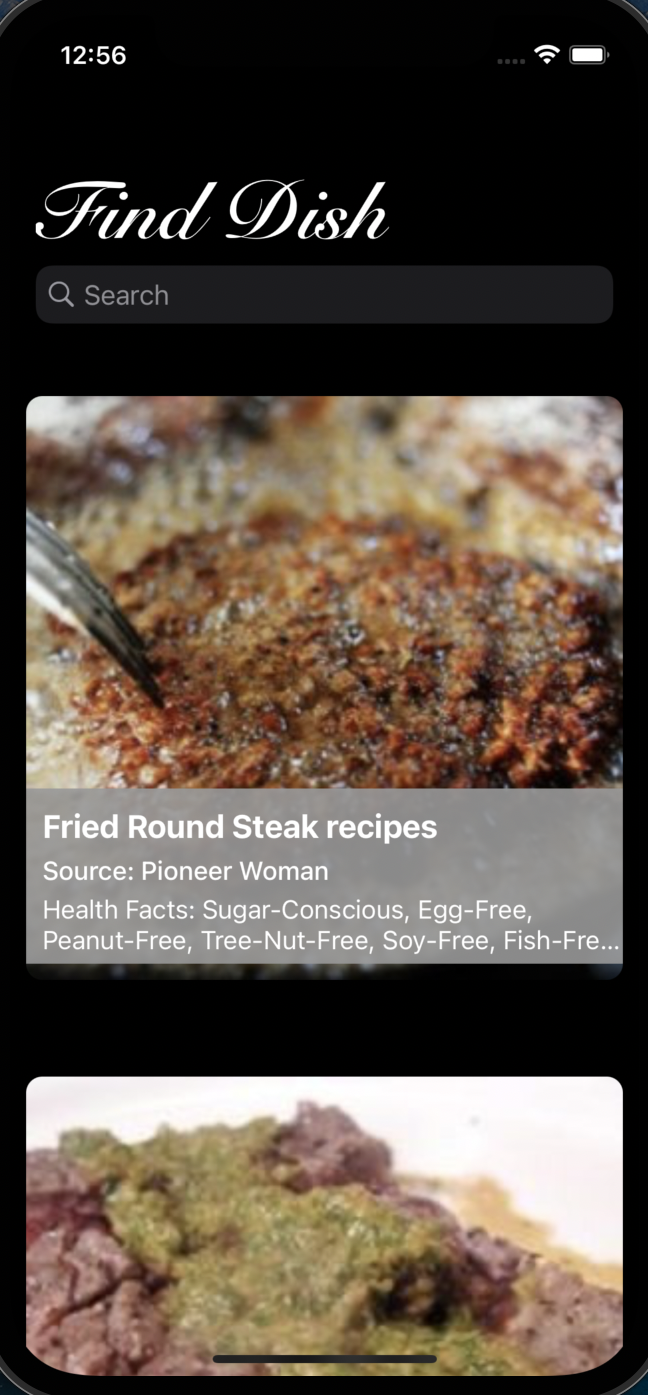 12:56
Find Dish
Search
Fried Round Steak recipes
Source: Pioneer Woman
Health Facts: Sugar-Conscious, Egg-Free,
Peanut-Free, Tree-Nut-Free, Soy-Free, Fish-Fre...